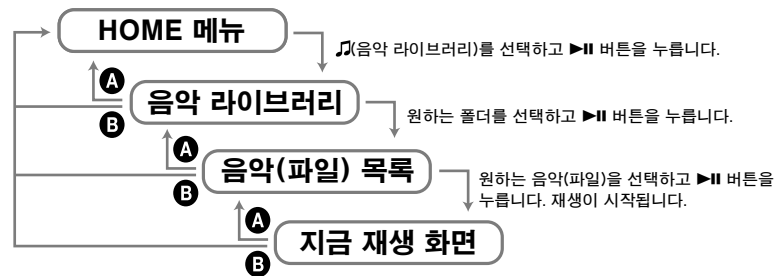 HOME 메뉴
♫(음악 라이브러리)를 선택하고 ►II 버튼을 누릅니다.
A
음악 라이브러리
B
원하는 폴더를 선택하고 ►II 버튼을 누릅니다.
A
음악(파일) 목록
B
원하는 음악(파일)을 선택하고 ►II 버튼을
누릅니다. 재생이 시작됩니다.
A
지금 재생 화면
B